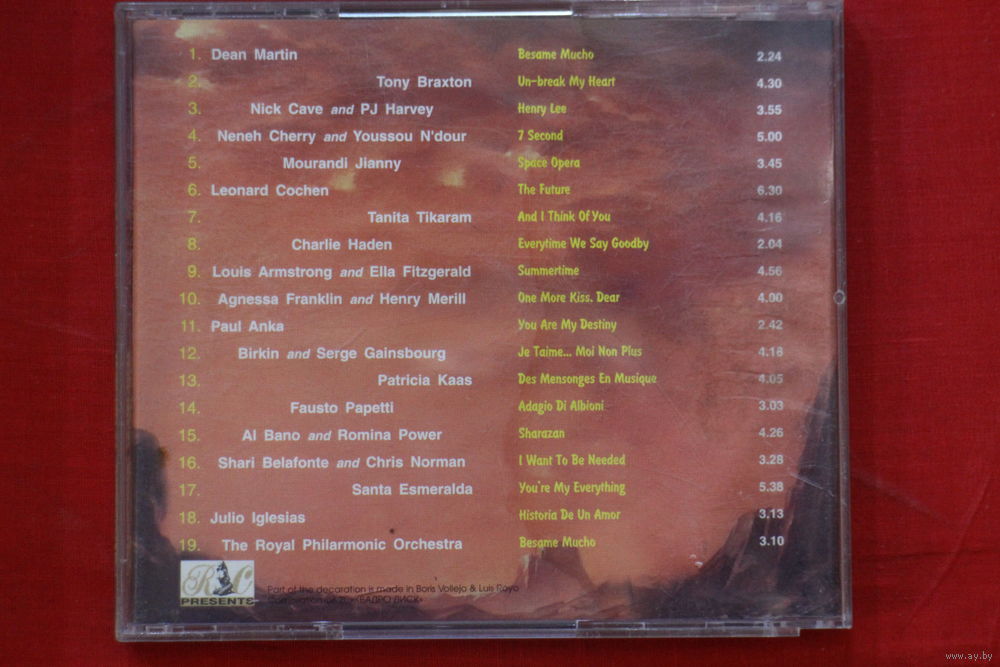 1. Dean Martin Besame Mucho 2.24
2. Tony Braxton Un-break My Heart 4.30
3. Nick Cave and PJ Harvey Henry Lee 3.55
4. Neneh Cherry and Youssou N'dour 7 Second 5.00
5. Mourandi Jianny Space Opera 3.45
6. Leonard Cochen The Future 6.30
7. Tanita Tikaram And I Think Of You 4.16
8. Charlie Haden Everytime We Say Goodby 2.04
9. Louis Armstrong and Ella Fitzgerald Summertime 4.56
10. Agnessa Franklin and Henry Merill One More Kiss. Dear 4.00
11. Paul Anka You Are My Destiny 2.42
12. Birkin and Serge Gainsbourg Je Taime... Moi Non Plus 4.18
13. Patricia Kaas Des Mensonges En Musique 4.05
14. Fausto Papetti Adagio Di Albioni 3.03
15. Al Bano and Romina Power Sharazan 4.26
16. Shari Belafonte and Chris Norman I Want To Be Needed 3.28
17. Santa Esmeralda You're My Everything 5.38
18. Julio Iglesias Historia De Un Amor 3.13
19. The Royal Philarmonic Orchestra Besame Mucho 3.10
PRESENTS
Part of the decoration is made in Boris Vallejo & Luis Royo
www.ay.by